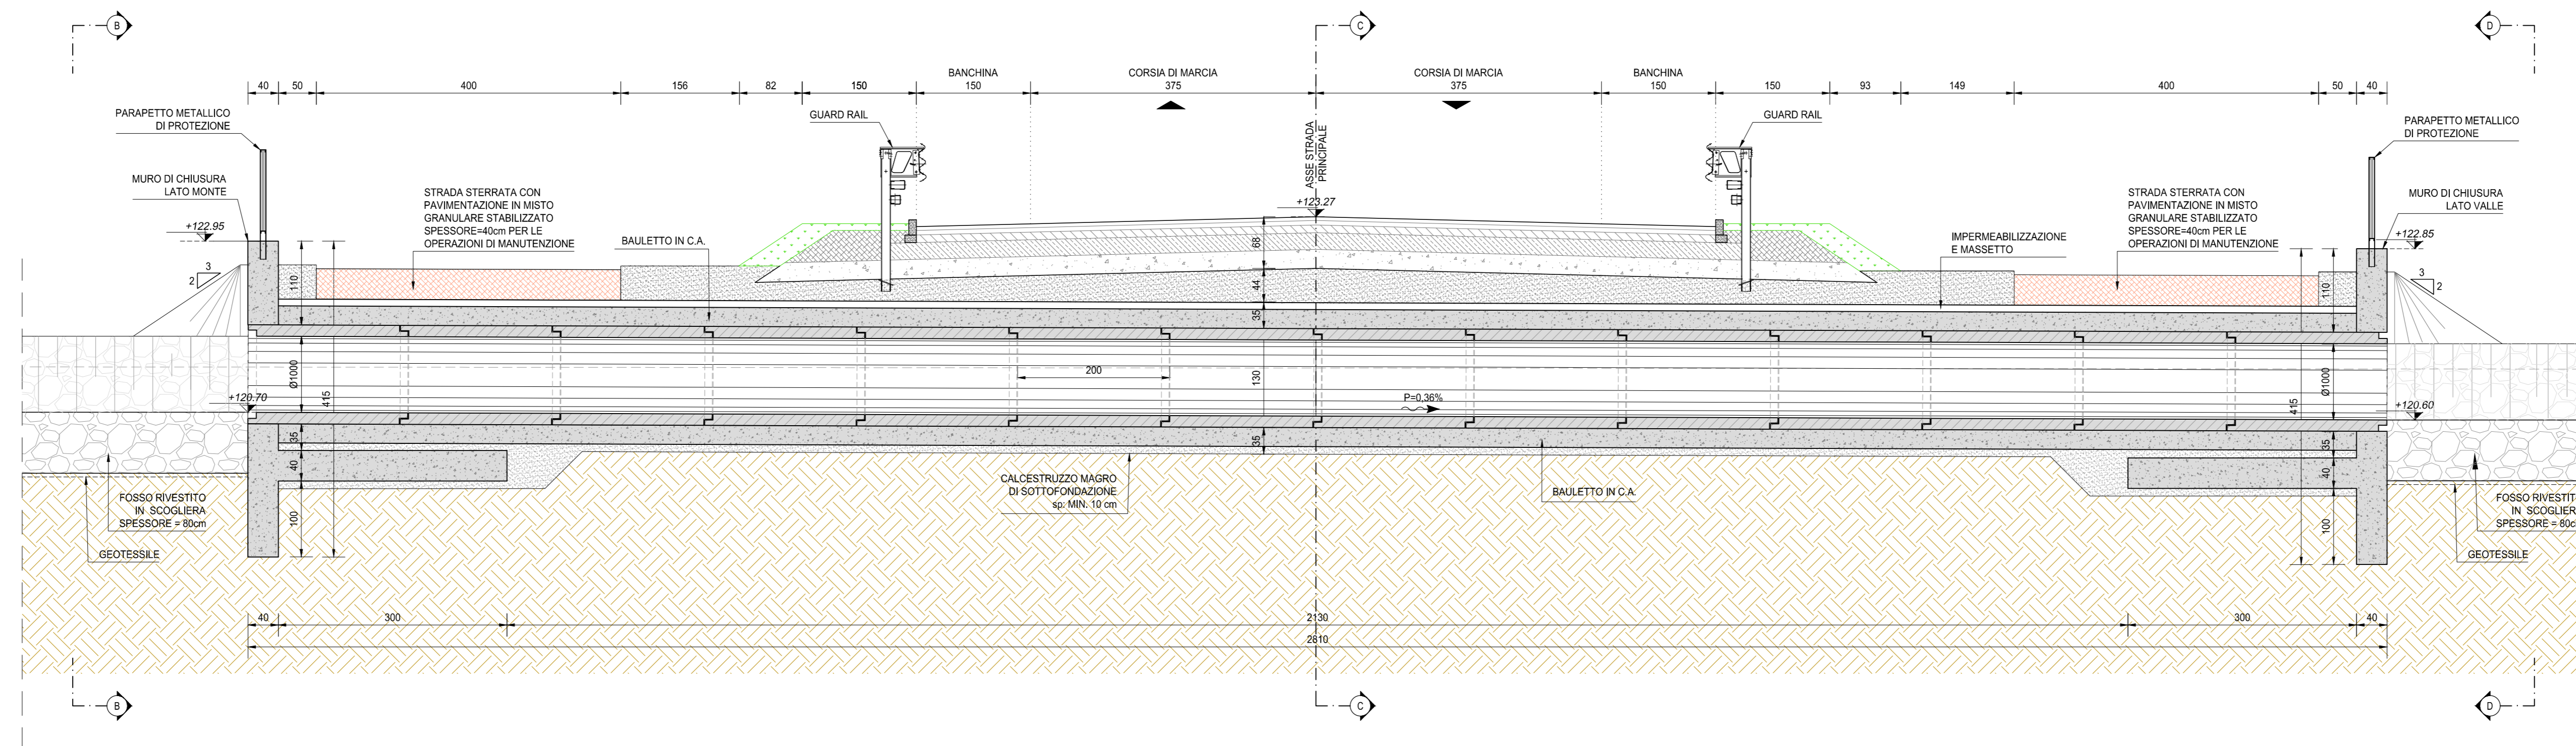 B
C
D
BANCHINA
CORSIA DI MARCIA
CORSIA DI MARCIA
BANCHINA
40
50
400
156
82
150
150
375
375
150
150
93
149
400
50
40
PARAPETTO METALLICO
DI PROTEZIONE
GUARD RAIL
ASSE STRADA
PRINCIPALE
GUARD RAIL
PARAPETTO METALLICO
DI PROTEZIONE
MURO DI CHIUSURA
LATO MONTE
STRADA STERRATA CON
PAVIMENTAZIONE IN MISTO
GRANULARE STABILIZZATO
SPESSORE=40cm PER LE
OPERAZIONI DI MANUTENZIONE
STRADA STERRATA CON
PAVIMENTAZIONE IN MISTO
GRANULARE STABILIZZATO
SPESSORE=40cm PER LE
OPERAZIONI DI MANUTENZIONE
MURO DI CHIUSURA
LATO VALLE
+122.95
+123.27
+122.85
BAULETTO IN C.A.
IMPERMEABILIZZAZIONE
E MASSETTO
3
2
110
68
44
35
110
3
2
Ø1000
415
200
130
P=0,36%
415
Ø1000
+120.70
+120.60
35
40
100
35
35
40
100
CALCESTRUZZO MAGRO
DI SOTTOFONDAZIONE
sp. MIN. 10 cm
BAULETTO IN C.A.
FOSSO RIVESTITO
IN SCOGLIERA
SPESSORE = 80cm
GEOTESSILE
FOSSO RIVESTIT
IN SCOGLIER
SPESSORE = 80c
GEOTESSILE
40
300
2130
300
40
2810
B
C
D